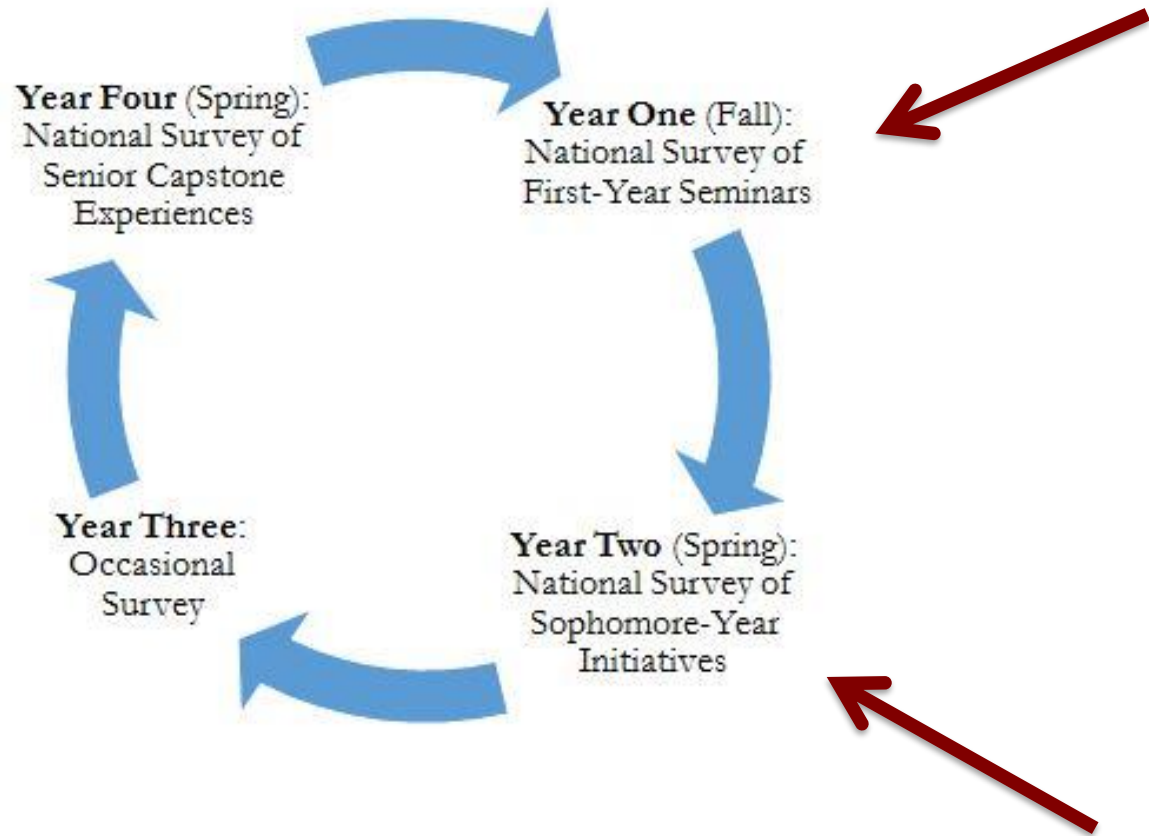 Year Four (Spring):
National Survey of
Senior Capstone
Experiences
Year One (Fall):
National Survey of
First-Year Seminars
Year Two (Spring):
National Survey of
Sophomore-Year
Initiatives
Year Three:
Occasional
Survey